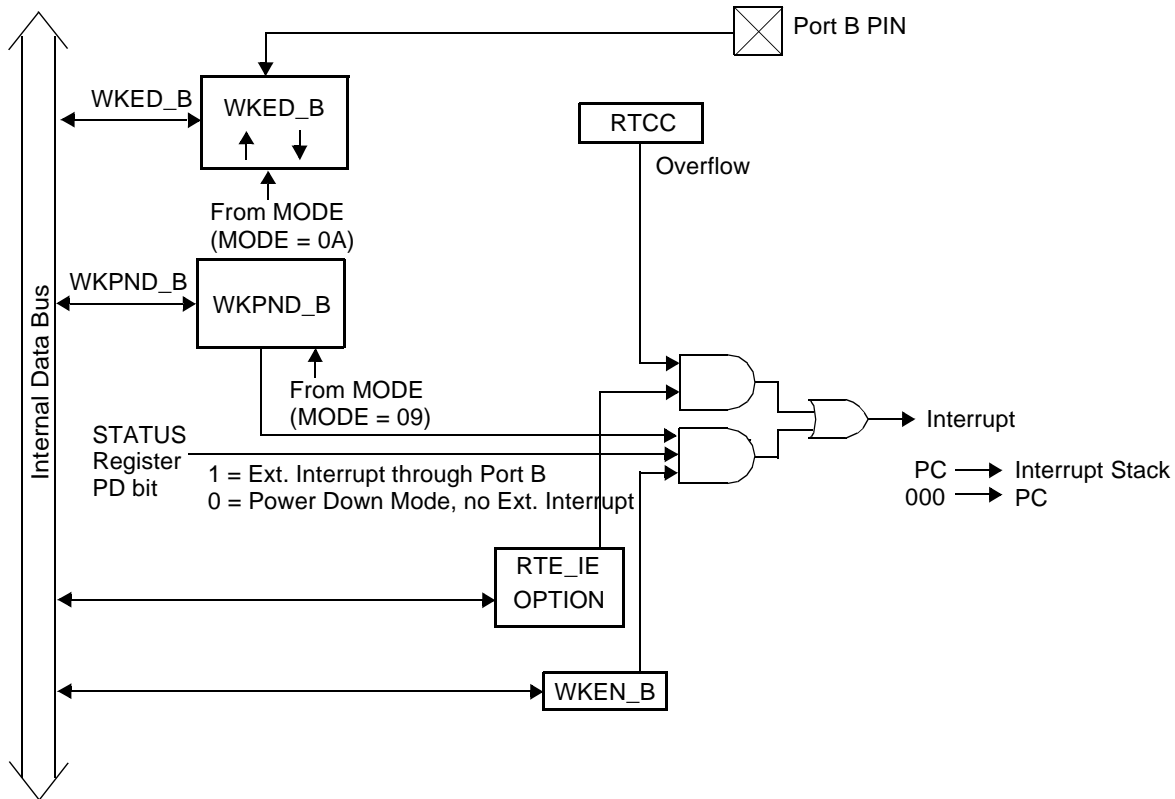 Port B PIN
WKED_B
WKED_B
RTCC
Overflow
From MODE
(MODE = 0A)
WKPND_B
WKPND_B
Internal Data Bus
From MODE
(MODE = 09)
Interrupt
STATUS
Register
PD bit
1 = Ext. Interrupt through Port B
0 = Power Down Mode, no Ext. Interrupt
PC
Interrupt Stack
000
PC
RTE_IE
OPTION
WKEN_B